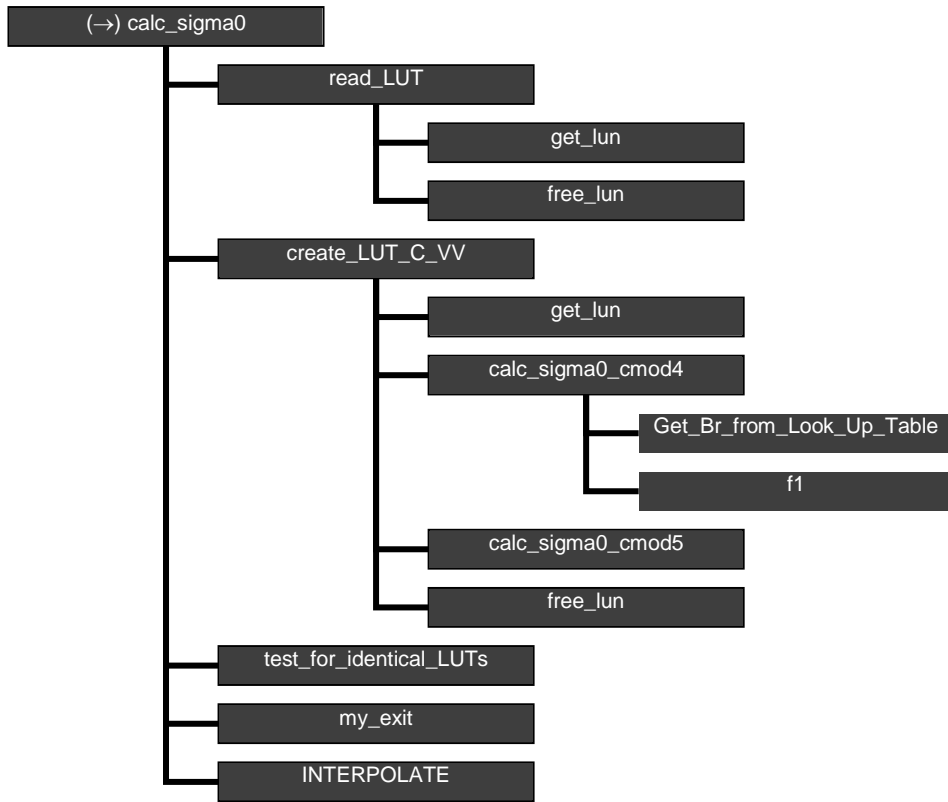 (→) calc_sigma0
read_LUT
get_lun
free_lun
create_LUT_C_VV
get_lun
calc_sigma0_cmod4
Get_Br_from_Look_Up_Table
f1
calc_sigma0_cmod5
free_lun
test_for_identical_LUTs
my_exit
INTERPOLATE